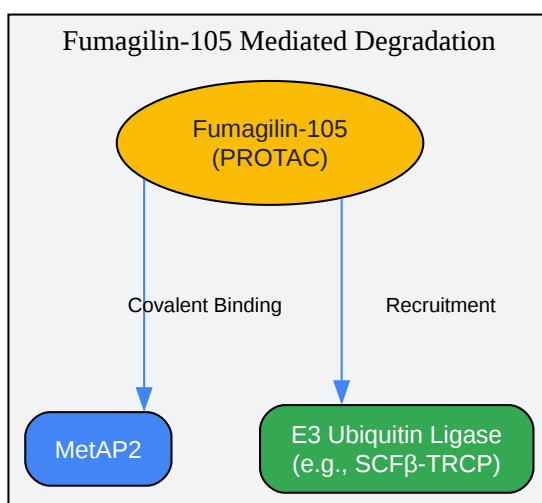 Fumagilin-105 Mediated Degradation
Fumagilin-105
(PROTAC)
Covalent Binding
Recruitment
MetAP2
E3 Ubiquitin Ligase
(e.g., SCFβ-TRCP)